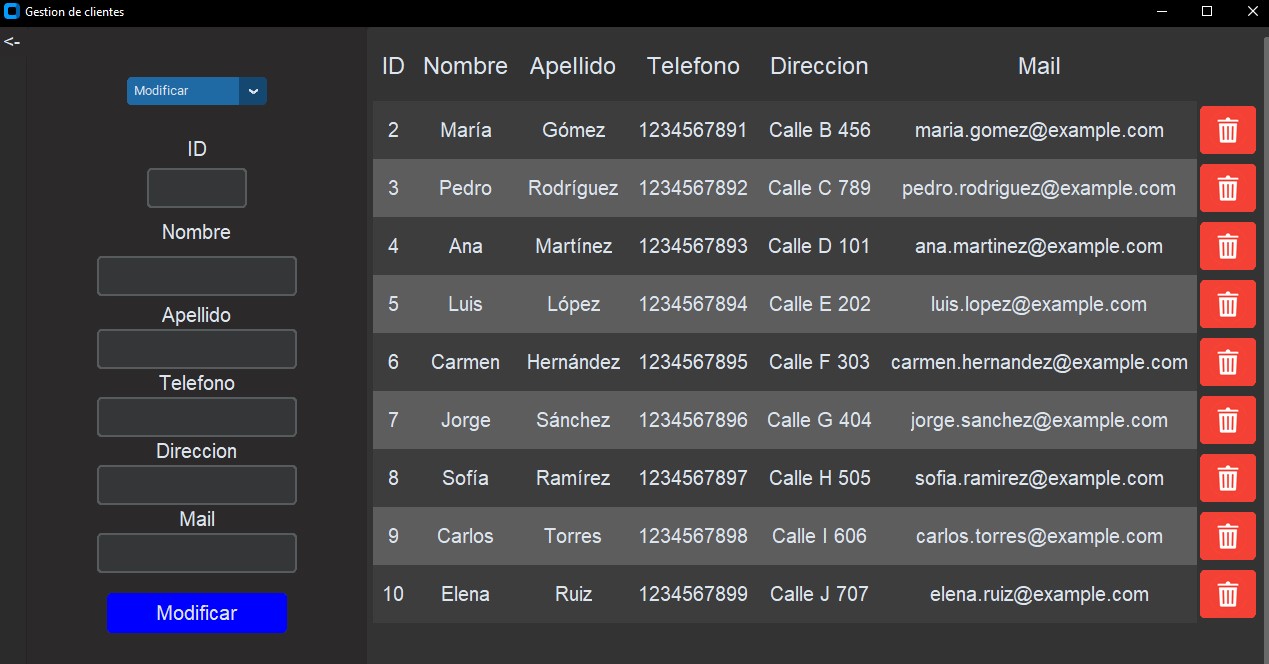 Gestion de clientes
<-
Modificar
ID
Nombre
Apellido
Telefono
Direccion
Mail
Modificar
ID Nombre Apellido Telefono Direccion Mail
2 María Gómez 1234567891 Calle B 456 maria.gomez@example.com
3 Pedro Rodríguez 1234567892 Calle C 789 pedro.rodriguez@example.com
4 Ana Martínez 1234567893 Calle D 101 ana.martinez@example.com
5 Luis López 1234567894 Calle E 202 luis.lopez@example.com
6 Carmen Hernández 1234567895 Calle F 303 carmen.hernandez@example.com
7 Jorge Sánchez 1234567896 Calle G 404 jorge.sanchez@example.com
8 Sofía Ramírez 1234567897 Calle H 505 sofia.ramirez@example.com
9 Carlos Torres 1234567898 Calle I 606 carlos.torres@example.com
10 Elena Ruiz 1234567899 Calle J 707 elena.ruiz@example.com